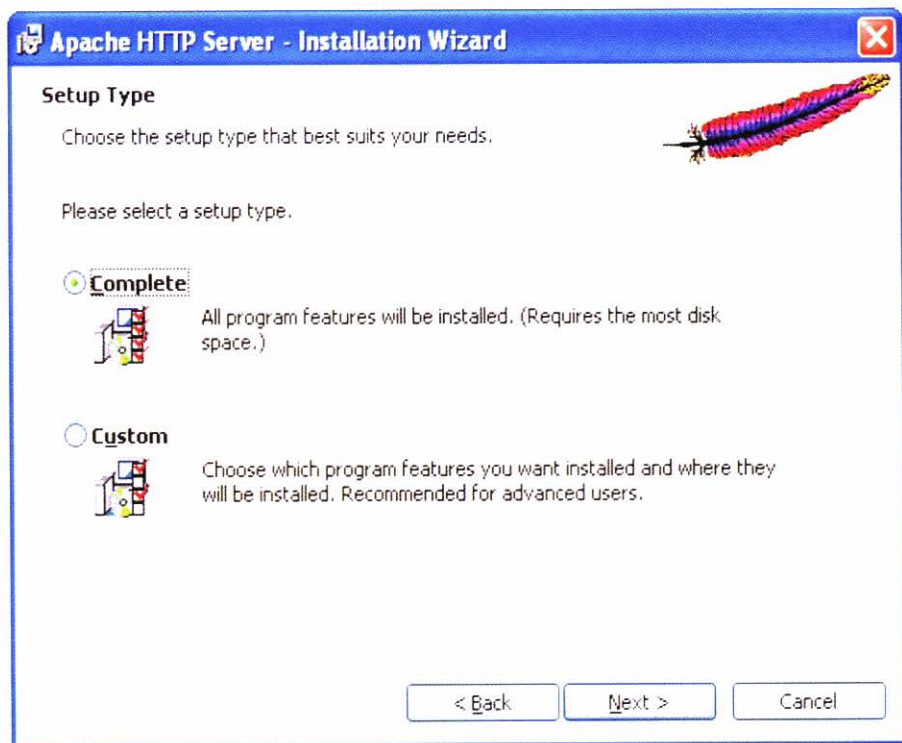 Apache HTTP Server - Installation Wizard
Setup Type
Choose the setup type that best suits your needs.
Please select a setup type.
Complete
All program features will be installed. (Requires the most disk
space.)
Custom
Choose which program features you want installed and where they
will be installed. Recommended for advanced users.
< Back
Next >
Cancel